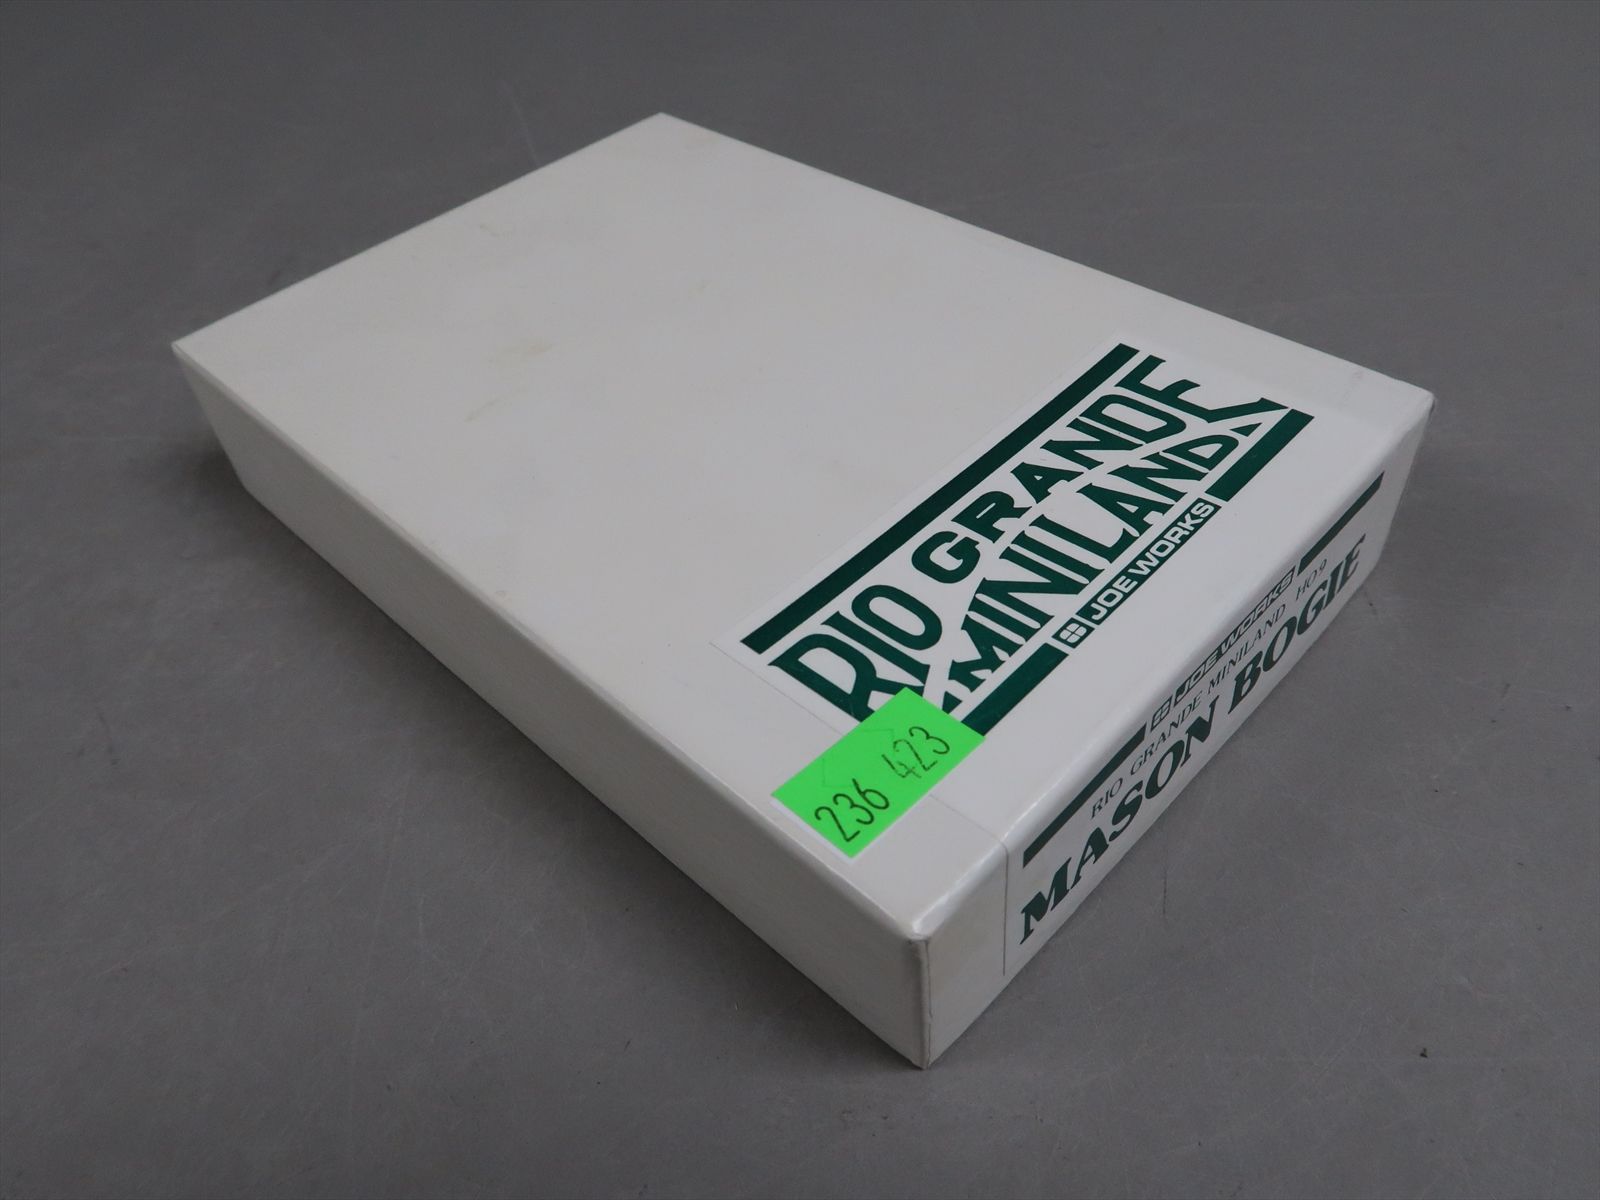 RIO GRANDE
MINILAND
JOE WORKS
236 423
JOE WORKS
RIO GRANDE MINILAND HO9
MASON BOGIE